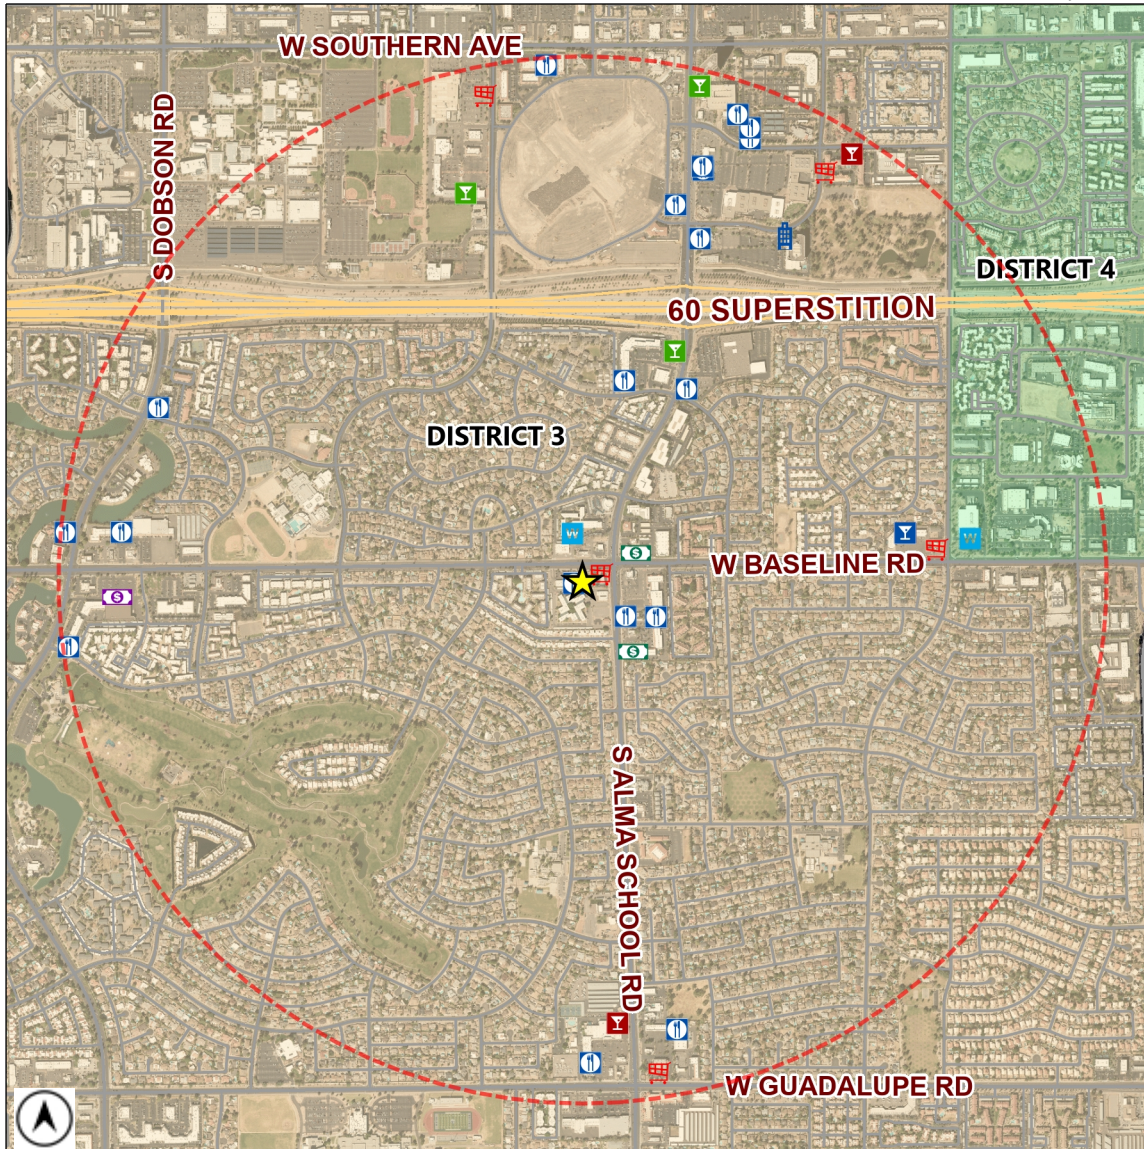 W SOUTHERN AVE
S DOBSON RD
DISTRICT 4
60 SUPERSTITION
DISTRICT 3
W BASELINE RD
S ALMA SCHOOL RD
W GUADALUPE RD